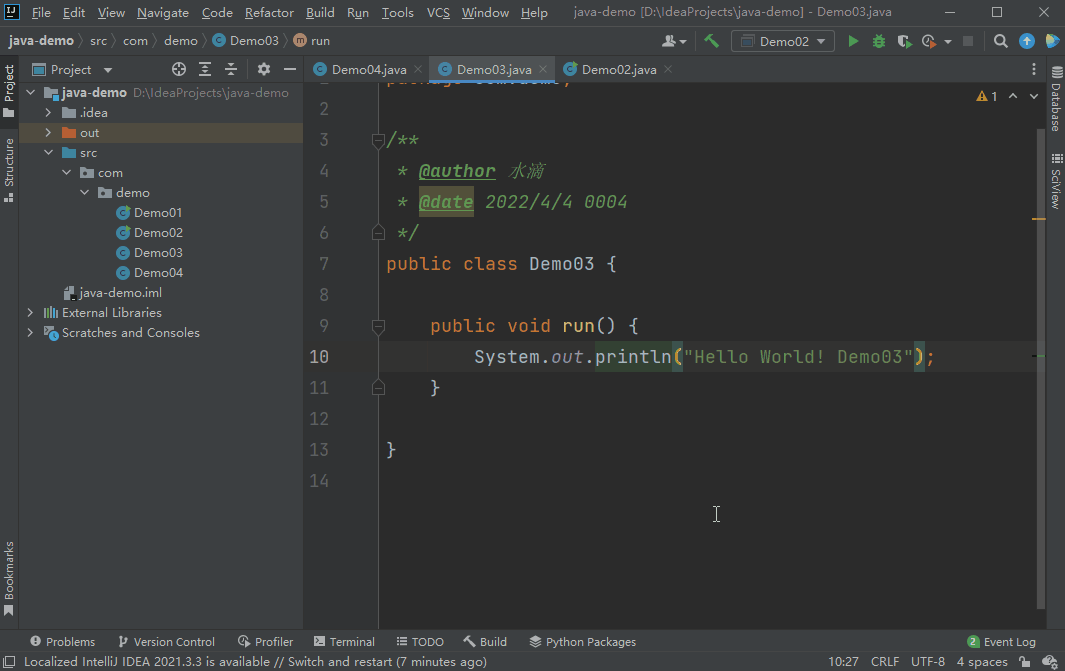 File Edit View Navigate Code Refactor Build Run Tools VCS Window Help java-demo [D:\IdeaProjects\java-demo] - Demo03.java
java-demo src com demo Demo03 run Demo02
Project
Demo04.java Demo03.java Demo02.java
java-demo D:\IdeaProjects\java-demo
.idea
out
src
com
demo
Demo01
Demo02
Demo03
Demo04
java-demo.iml
External Libraries
Scratches and Consoles
Project
Structure
Bookmarks
1
2
3 /**
4 * @author 水滴
5 * @date 2022/4/4 0004
6 */
7 public class Demo03 {
8
9 public void run() {
10 System.out.println("Hello World! Demo03");
11 }
12
13 }
14
Database
SciView
Problems Version Control Profiler Terminal TODO Build Python Packages 2 Event Log
Localized IntelliJ IDEA 2021.3.3 is available // Switch and restart (7 minutes ago) 10:27 CRLF UTF-8 4 spaces